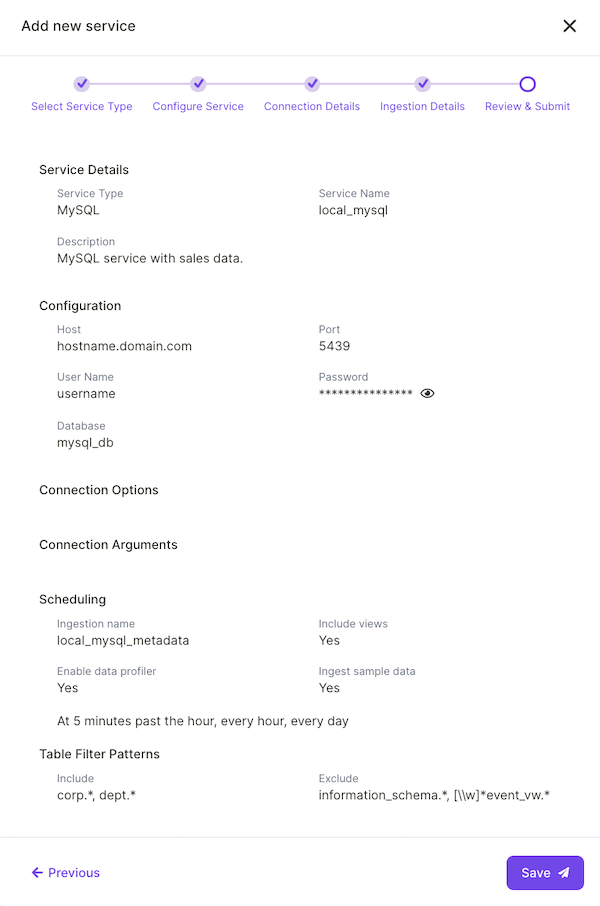 Add new service
Select Service Type Configure Service Connection Details Ingestion Details Review & Submit
Service Details
Service Type Service Name
MySQL local_mysql
Description
MySQL service with sales data.
Configuration
Host Port
hostname.domain.com 5439
User Name Password
username ***************
Database
mysql_db
Connection Options
Connection Arguments
Scheduling
Ingestion name Include views
local_mysql_metadata Yes
Enable data profiler Ingest sample data
Yes Yes
At 5 minutes past the hour, every hour, every day
Table Filter Patterns
Include Exclude
corp.*, dept.* information_schema.*, [\\w]*event_vw.*
Previous Save